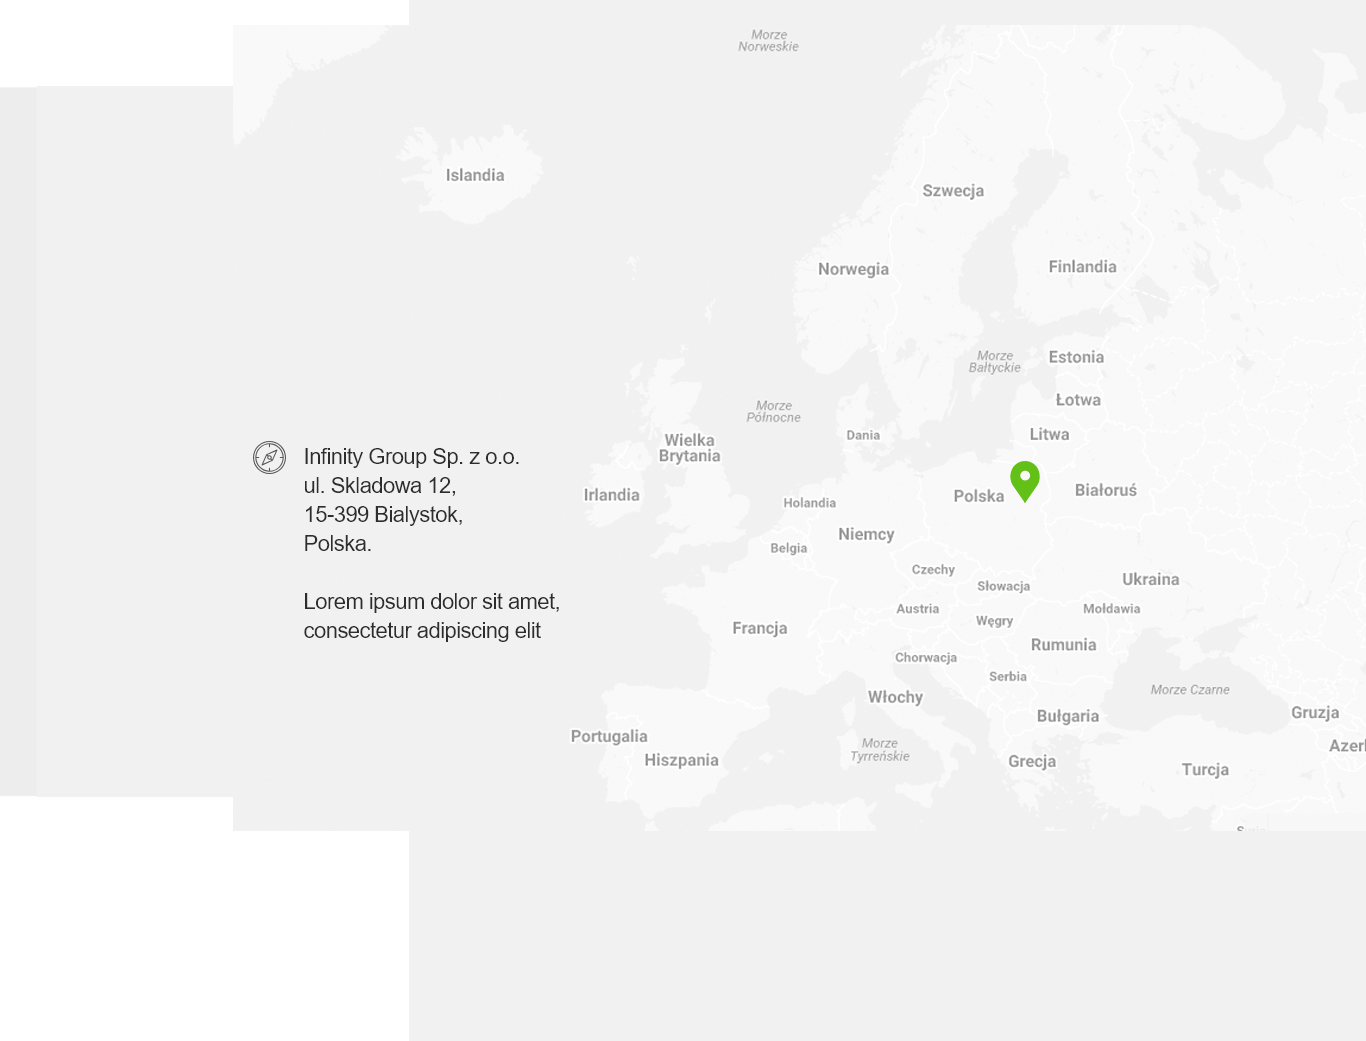 Morze
Norweskie
Islandia
Szwecja
Norwegia
Finlandia
Morze
Bałtyckie
Estonia
Łotwa
Morze
Północne
Dania
Litwa
Wielka
Brytania
Infinity Group Sp. z o.o.
ul. Skladowa 12,
15-399 Bialystok,
Polska.
Lorem ipsum dolor sit amet,
consectetur adipiscing elit
Irlandia
Holandia
Polska
Białoruś
Niemcy
Belgia
Czechy
Słowacja
Ukraina
Austria
Węgry
Mołdawia
Francja
Rumunia
Chorwacja
Serbia
Morze Czarne
Włochy
Bułgaria
Gruzja
Portugalia
Hiszpania
Morze
Tyrreńskie
Grecja
Turcja
Azer